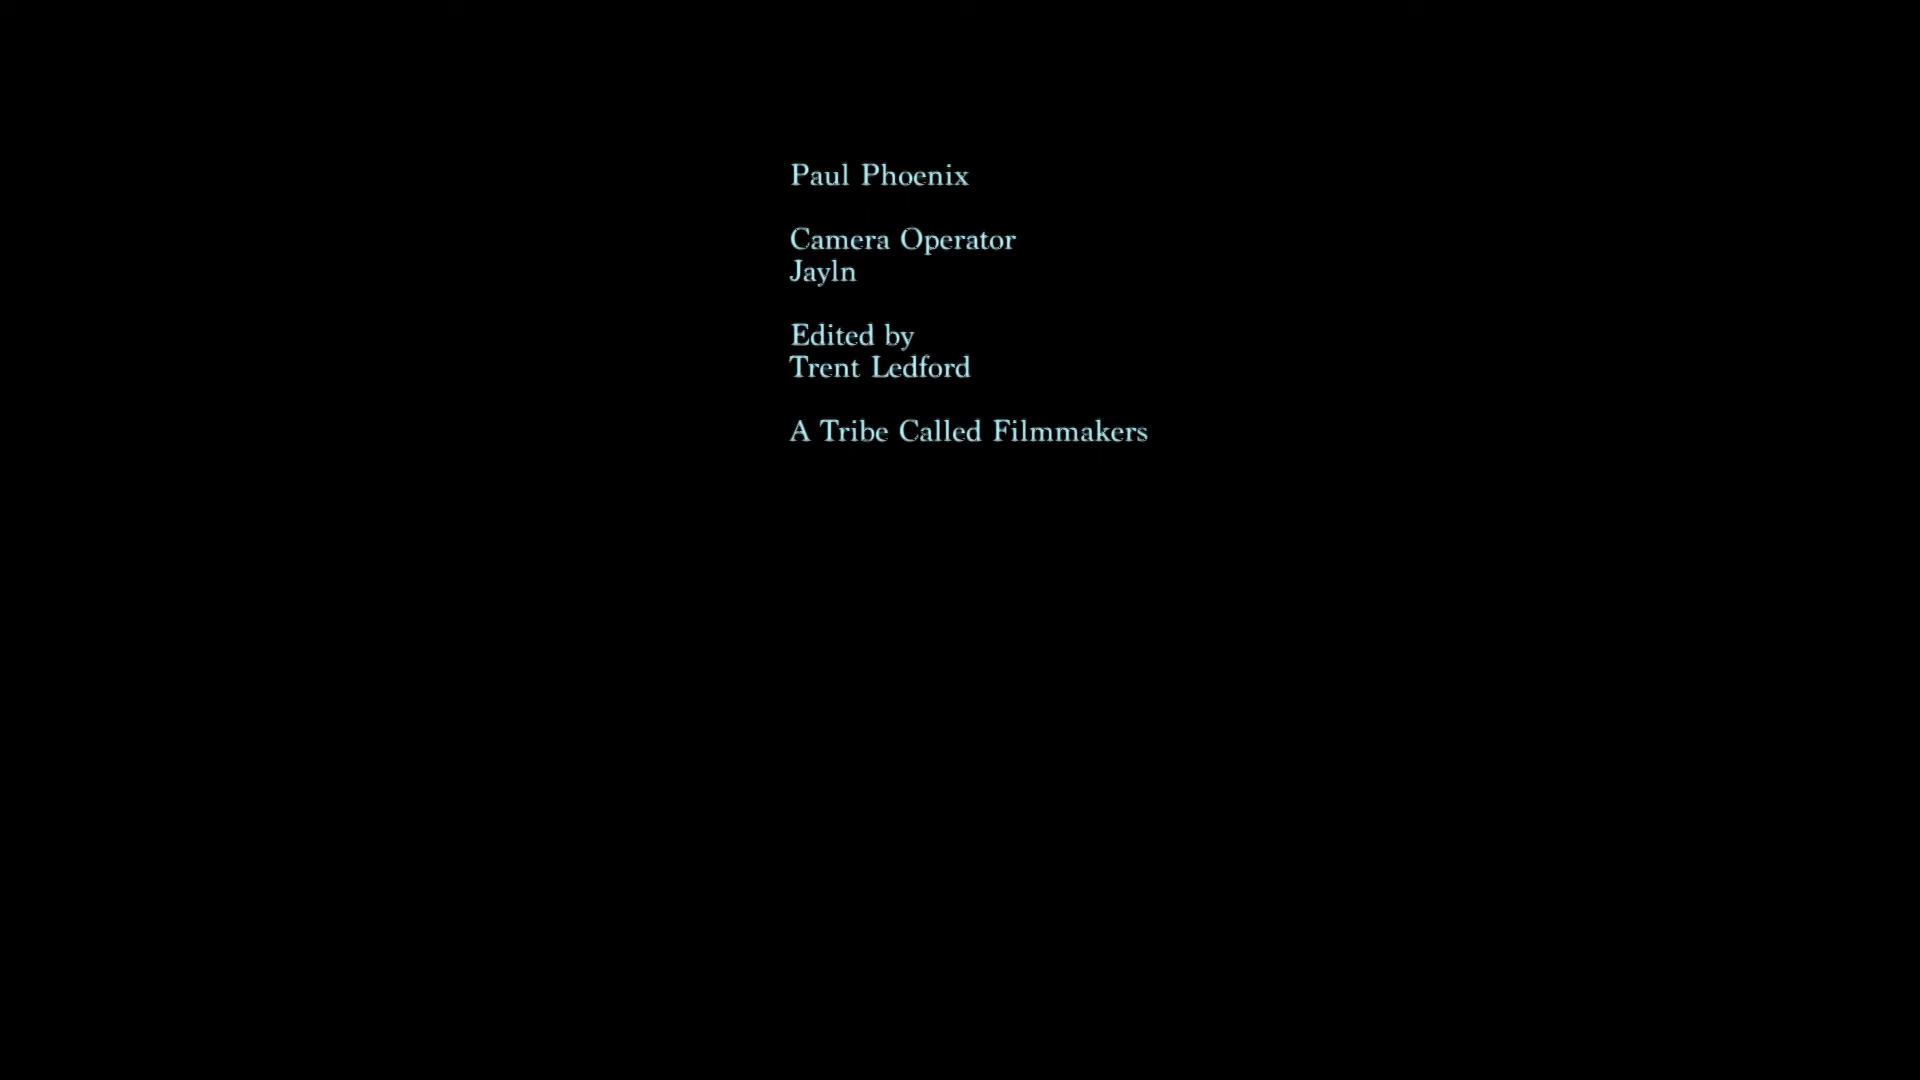 Paul Phoenix
Camera Operator
Jayln
Edited by
Trent Ledford
A Tribe Called Filmmakers